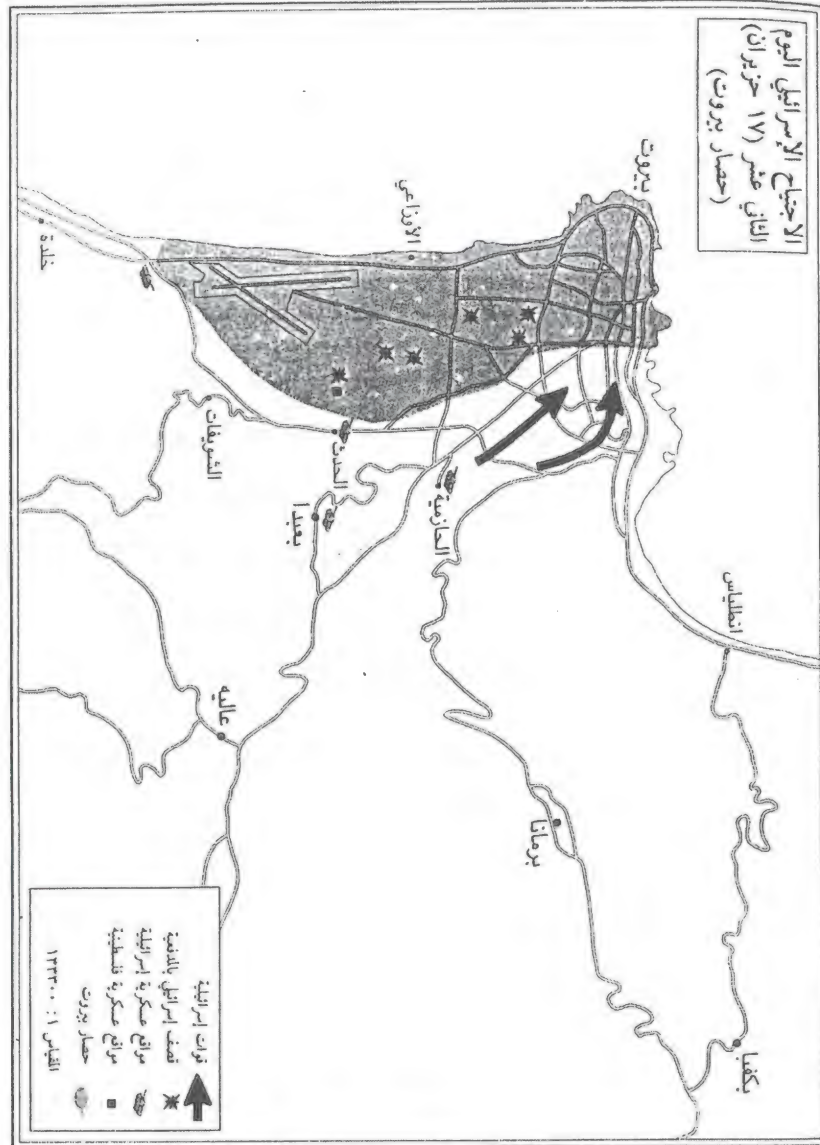 الاجتياح الإسرائيلي اليوم
الثاني عشر (١٧ حزيران)
(حصار بيروت)
بيروت
الأوزاعي
خلدة
انطلياس
الحازمية
الحدث
بعبدا
الشويفات
عاليه
برمانا
بكفيا
قوات إسرائيلية
قصف إسرائيلي بالمدفعية
مواقع عسكرية إسرائيلية
مواقع عسكرية فلسطينية
حصار بيروت
المقياس ١ : ١٣٣٣٠٠